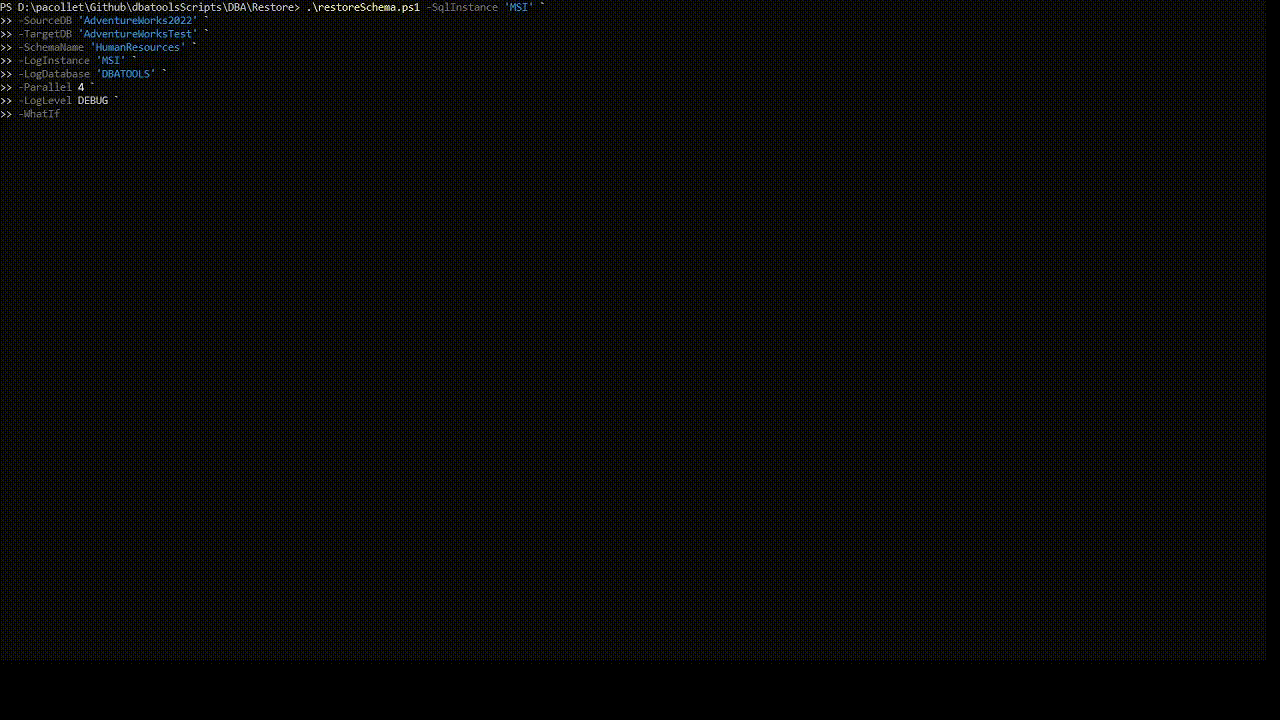 PS D:\pacollet\Github\dbatoolsScripts\DBA\Restore> .\restoreSchema.ps1 -SqlInstance 'MSI' `
>> -SourceDB 'AdventureWorks2022' `
>> -TargetDB 'AdventureWorksTest' `
>> -SchemaName 'HumanResources' `
>> -LogInstance 'MSI' `
>> -LogDatabase 'DBATOOLS' `
>> -Parallel 4 `
>> -LogLevel DEBUG `
>> -WhatIf